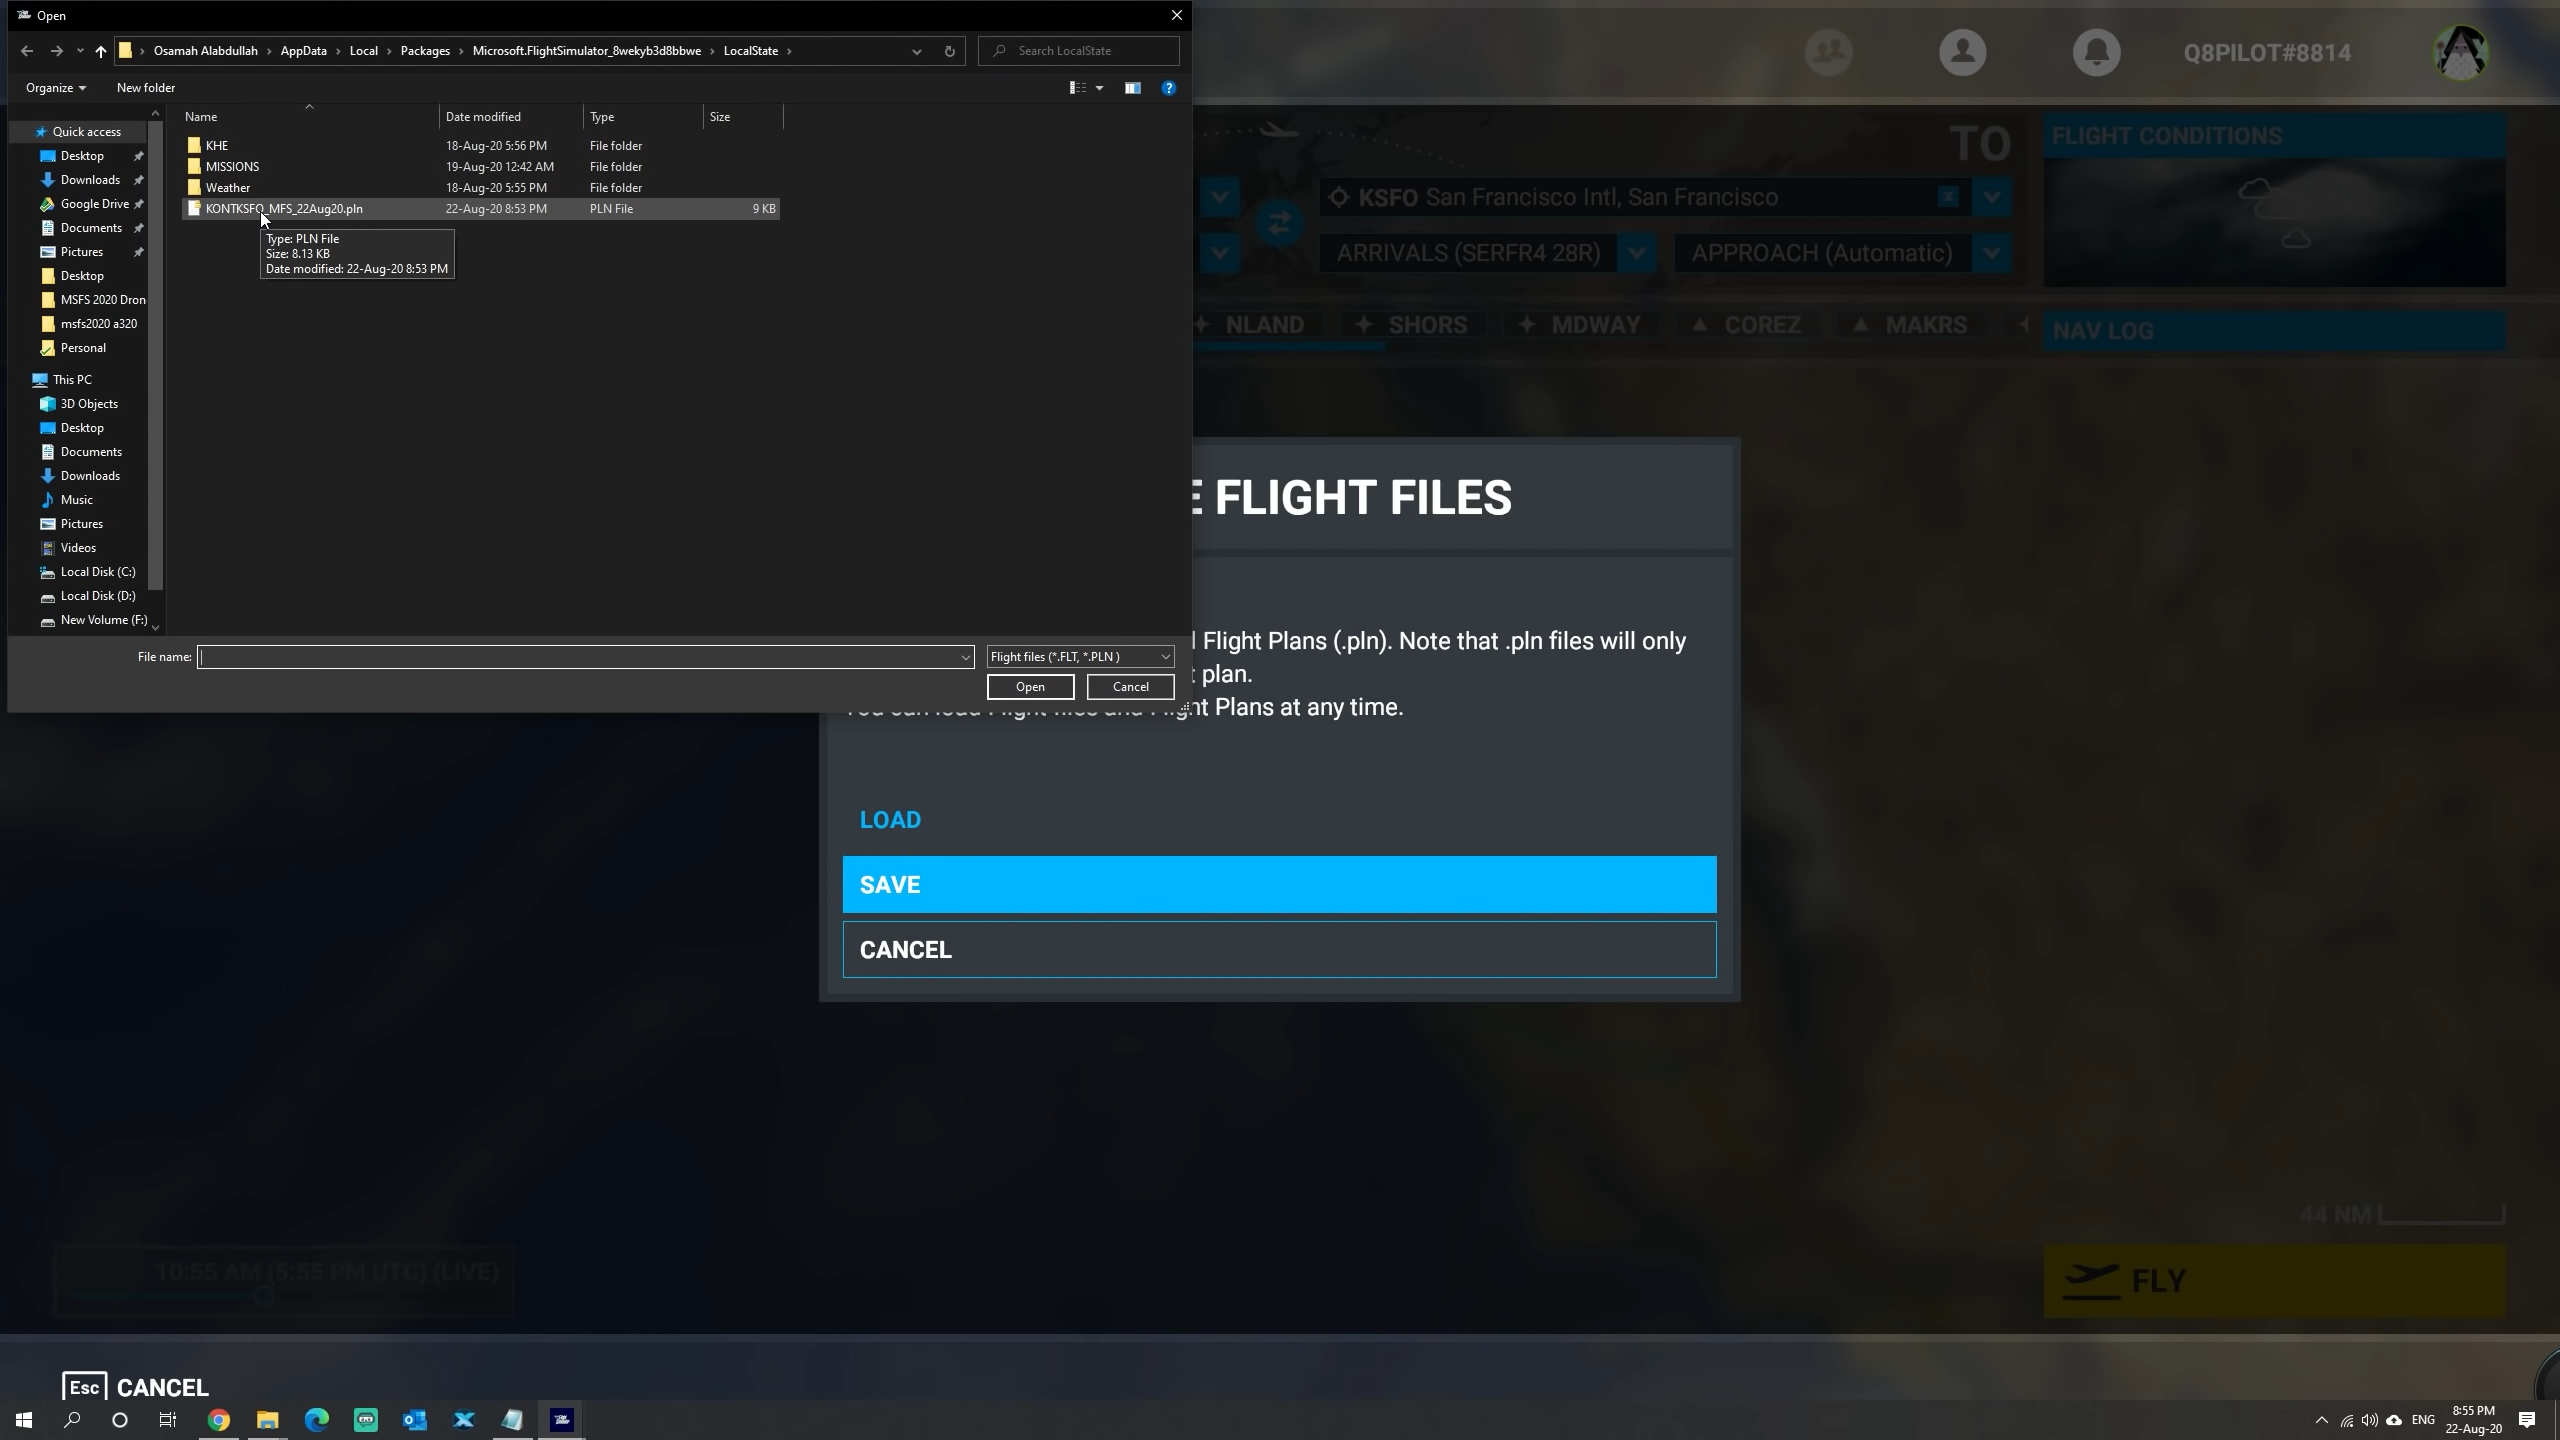 Open
Osamah Alabdullah
AppData
Local
Packages
Microsoft.FlightSimulator_8wekyb3d8bbwe
LocalState
Search LocalState
Organize
New folder
?
Quick access
Desktop
Downloads
Google Drive
Documents
Pictures
Desktop
MSFS 2020 Dron
msfs2020 a320
Personal
This PC
3D Objects
Desktop
Documents
Downloads
Music
Pictures
Videos
Local Disk (C:)
Local Disk (D:)
New Volume (F:)
Name Date modified Type Size
KHE 18-Aug-20 5:56 PM File folder
MISSIONS 19-Aug-20 12:42 AM File folder
Weather 18-Aug-20 5:55 PM File folder
KONTKSFO_MFS_22Aug20.pln 22-Aug-20 8:53 PM PLN File 9 KB
Type: PLN File
Size: 8.13 KB
Date modified: 22-Aug-20 8:53 PM
File name:
Flight files (*.FLT, *.PLN )
Open Cancel
Q8PILOT#8814
TO
KSFO San Francisco Intl, San Francisco
x
ARRIVALS (SERFR4 28R) APPROACH (Automatic)
NLAND SHORS MDWAY COREZ MAKRS
FLIGHT CONDITIONS
NAV LOG
E FLIGHT FILES
Flight Plans (.pln). Note that .pln files will only
plan.
Plans at any time.
LOAD
SAVE
CANCEL
10:55 AM (5:55 PM UTC) (LIVE)
44 NM
FLY
Esc CANCEL
ENG
8:55 PM
22-Aug-20